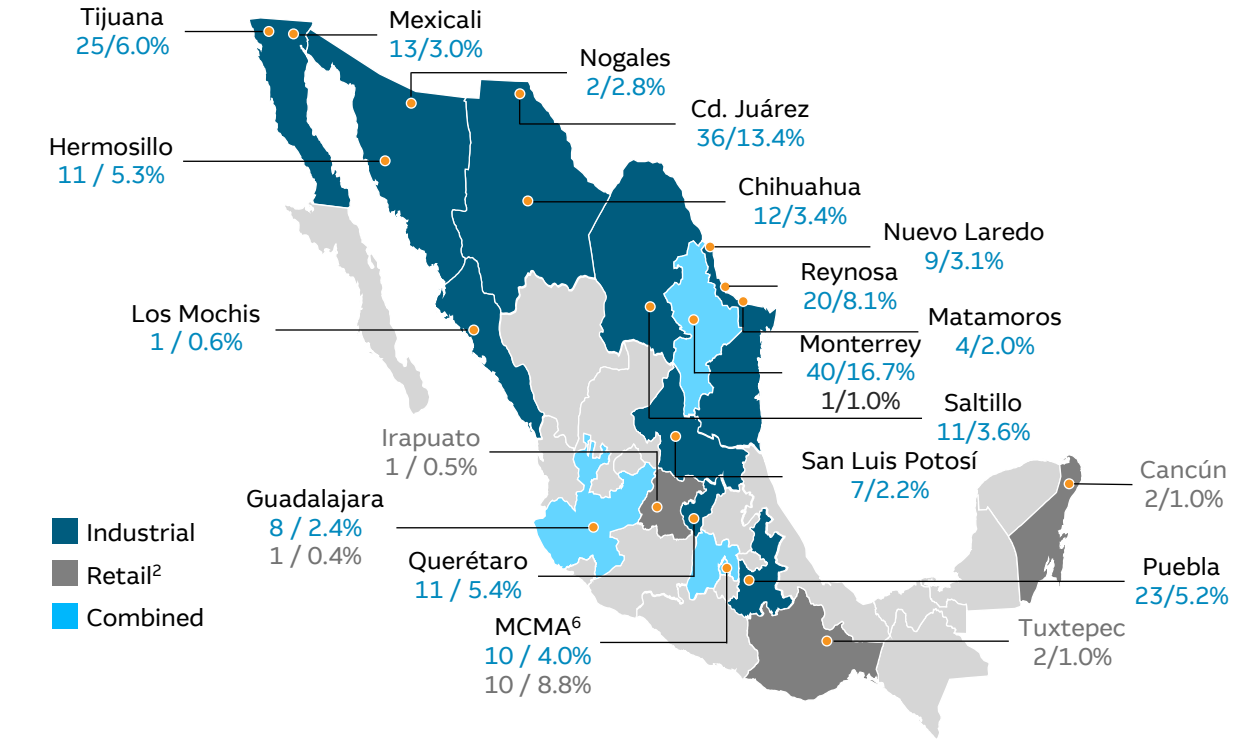 Tijuana
25/6.0%
Mexicali
13/3.0%
Nogales
2/2.8%
Cd. Juárez
36/13.4%
Hermosillo
11 / 5.3%
Chihuahua
12/3.4%
Nuevo Laredo
9/3.1%
Reynosa
20/8.1%
Los Mochis
1 / 0.6%
Matamoros
4/2.0%
Monterrey
40/16.7%
1/1.0%
Saltillo
11/3.6%
Irapuato
1 / 0.5%
San Luis Potosí
7/2.2%
Cancún
2/1.0%
Guadalajara
8 / 2.4%
1 / 0.4%
Industrial
Retail²
Combined
Querétaro
11 / 5.4%
Puebla
23/5.2%
MCMA⁶
10 / 4.0%
10 / 8.8%
Tuxtepec
2/1.0%